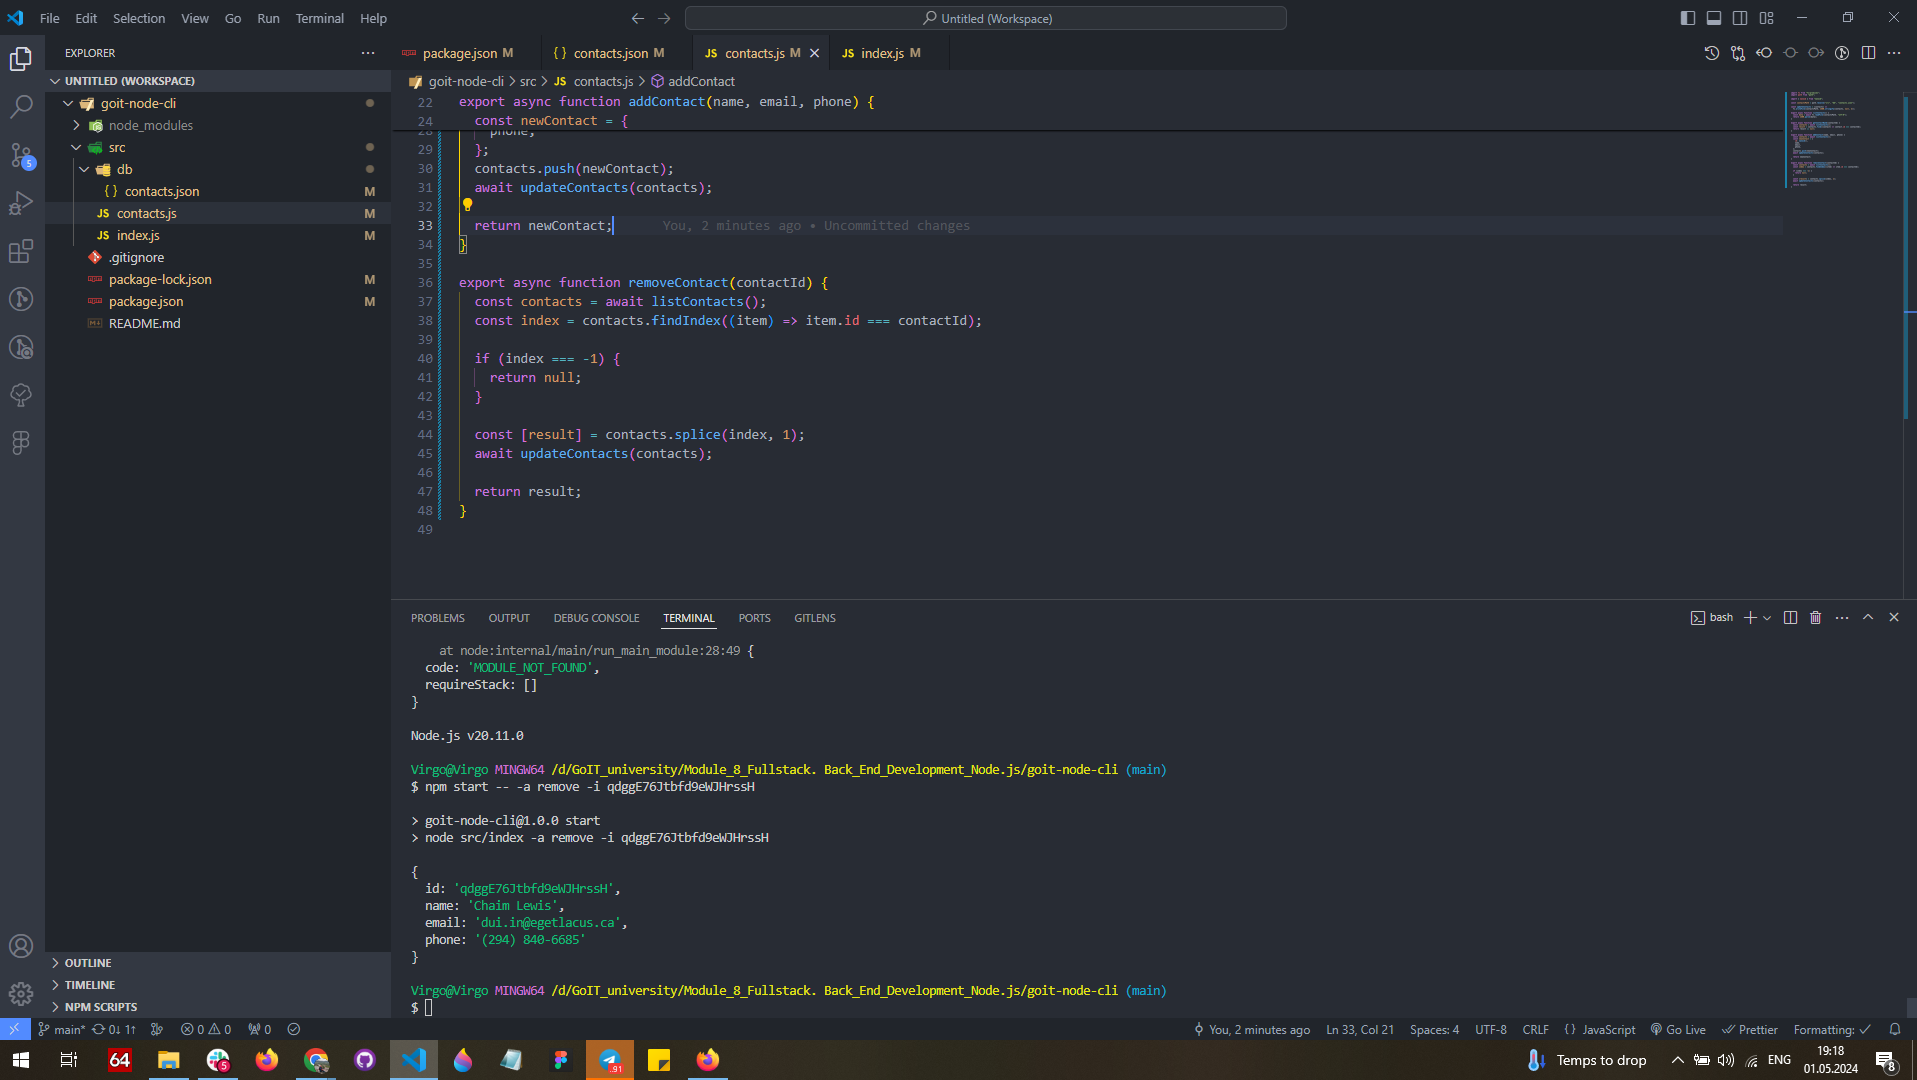 File Edit Selection View Go Run Terminal Help
Untitled (Workspace)
EXPLORER
UNTITLED (WORKSPACE)
goit-node-cli
node_modules
src
db
{ } contacts.json M
JS contacts.js M
JS index.js M
.gitignore
package-lock.json M
package.json M
README.md
5
OUTLINE
TIMELINE
NPM SCRIPTS
package.json M
{ } contacts.json M
JS contacts.js M
JS index.js M
goit-node-cli > src > JS contacts.js > addContact
22 export async function addContact(name, email, phone) {
24 const newContact = {
28 phone,
29 };
30 contacts.push(newContact);
31 await updateContacts(contacts);
32
33 return newContact; You, 2 minutes ago • Uncommitted changes
34 }
35
36 export async function removeContact(contactId) {
37 const contacts = await listContacts();
38 const index = contacts.findIndex((item) => item.id === contactId);
39
40 if (index === -1) {
41 return null;
42 }
43
44 const [result] = contacts.splice(index, 1);
45 await updateContacts(contacts);
46
47 return result;
48 }
49
PROBLEMS OUTPUT DEBUG CONSOLE TERMINAL PORTS GITLENS
bash
at node:internal/main/run_main_module:28:49 {
code: 'MODULE_NOT_FOUND',
requireStack: []
}
Node.js v20.11.0
Virgo@Virgo MINGW64 /d/GoIT_university/Module_8_Fullstack. Back_End_Development_Node.js/goit-node-cli (main)
$ npm start -- -a remove -i qdggE76Jtbfd9eWJHrssH
> goit-node-cli@1.0.0 start
> node src/index -a remove -i qdggE76Jtbfd9eWJHrssH
{
id: 'qdggE76Jtbfd9eWJHrssH',
name: 'Chaim Lewis',
email: 'dui.in@egetlacus.ca',
phone: '(294) 840-6685'
}
Virgo@Virgo MINGW64 /d/GoIT_university/Module_8_Fullstack. Back_End_Development_Node.js/goit-node-cli (main)
$
main* 0↓ 1↑ 0 0 0
You, 2 minutes ago Ln 33, Col 21 Spaces: 4 UTF-8 CRLF { } JavaScript Go Live Prettier Formatting: ✓
64
5
91
Temps to drop
ENG
19:18
01.05.2024
8